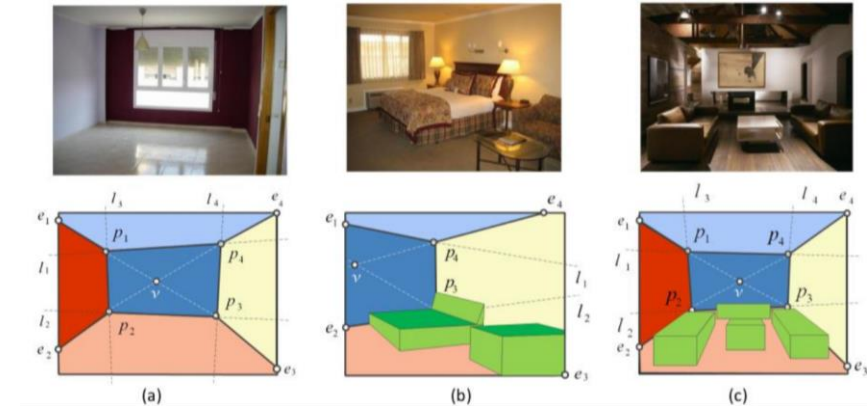 l₃ l₄ e₄
e₁ p₁ p₄
l₁ v
l₂ p₂ p₃
e₂ e₃
(a)
e₄
e₁ p₄
v p₃ l₁
l₂
e₂
e₃
(b)
l₃ l₄ e₄
e₁ p₁ p₄
l₁ v
p₂ p₃
l₂
e₂ e₃
(c)